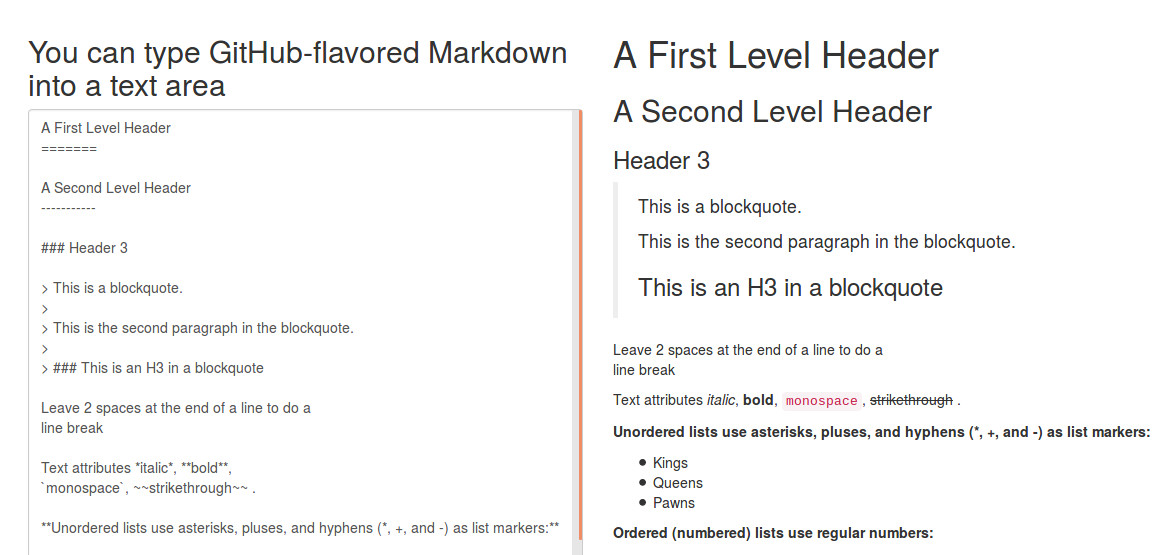 You can type GitHub-flavored Markdown
into a text area
A First Level Header
=======
A Second Level Header
-----------
### Header 3
> This is a blockquote.
>
> This is the second paragraph in the blockquote.
>
> ### This is an H3 in a blockquote
Leave 2 spaces at the end of a line to do a
line break
Text attributes *italic*, **bold**,
`monospace`, ~~strikethrough~~ .
**Unordered lists use asterisks, pluses, and hyphens (*, +, and -) as list markers:**
A First Level Header
A Second Level Header
Header 3
This is a blockquote.
This is the second paragraph in the blockquote.
This is an H3 in a blockquote
Leave 2 spaces at the end of a line to do a
line break
Text attributes italic, bold, monospace, strikethrough .
Unordered lists use asterisks, pluses, and hyphens (*, +, and -) as list markers:
● Kings
● Queens
● Pawns
Ordered (numbered) lists use regular numbers: